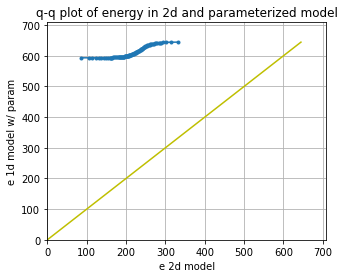 q-q plot of energy in 2d and parameterized model
700
600
500
400
300
200
100
0
e 1d model w/ param
0 100 200 300 400 500 600 700
e 2d model